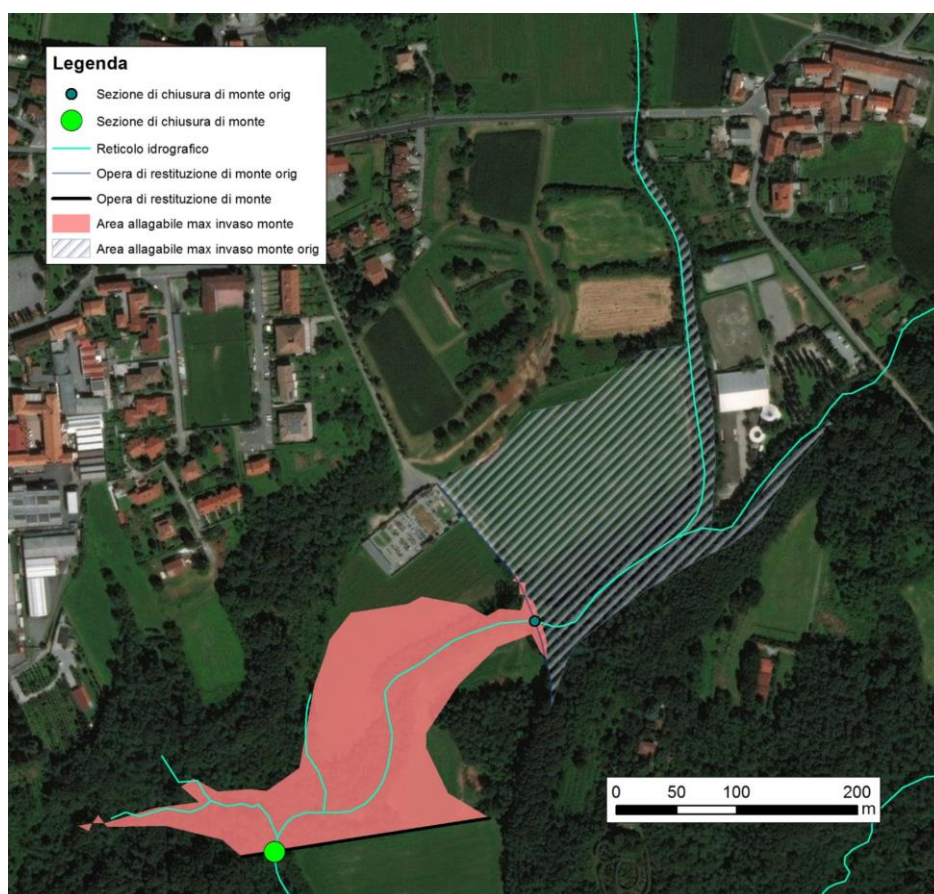 Legenda
Sezione di chiusura di monte orig
Sezione di chiusura di monte
Reticolo idrografico
Opera di restituzione di monte orig
Opera di restituzione di monte
Area allagabile max invaso monte
Area allagabile max invaso monte orig
0 50 100 200
m